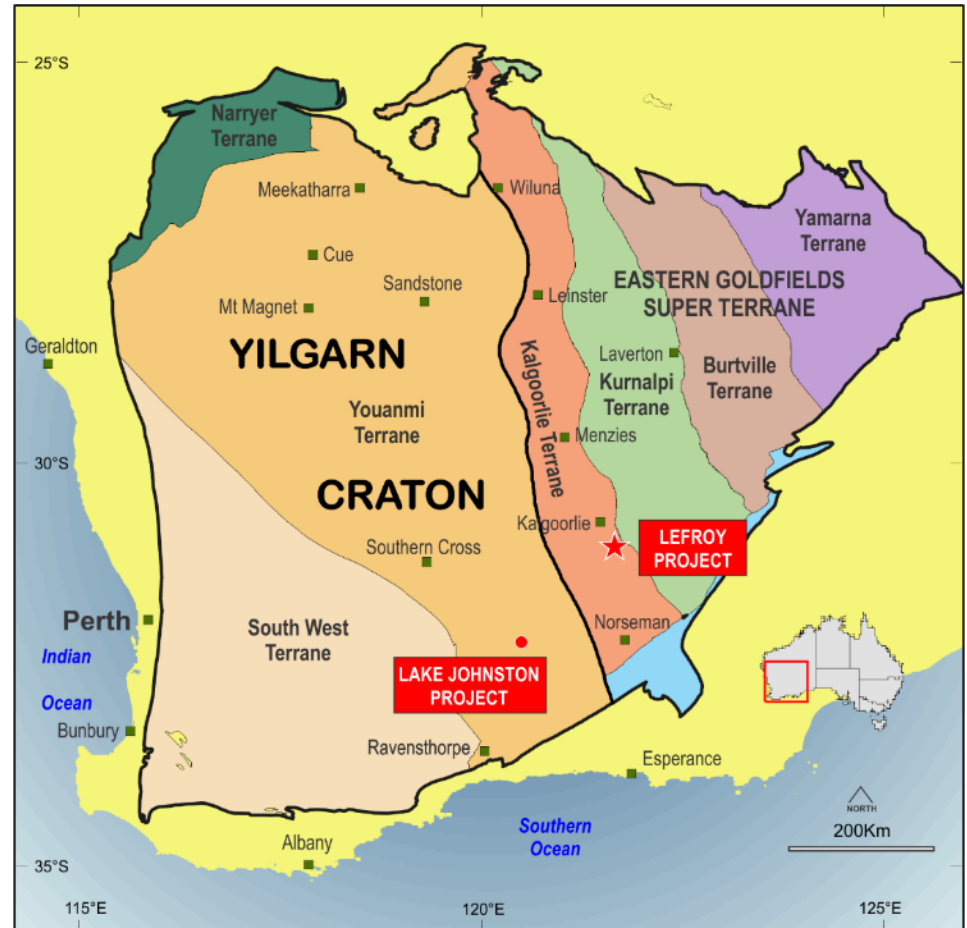 25°S
Narryer
Terrane
Meekatharra
Wiluna
Yamarna
Terrane
Cue
Sandstone
EASTERN GOLDFIELDS
SUPER TERRANE
Leinster
Mt Magnet
Geraldton
YILGARN
Laverton
Kalgoorlie Terrane
Burtville
Terrane
Kurnalpi
Terrane
Youanmi
Terrane
Menzies
30°S
CRATON
Kalgoorlie
LEFROY
PROJECT
Southern Cross
Perth
South West
Terrane
Norseman
Indian
Ocean
LAKE JOHNSTON
PROJECT
Bunbury
Ravensthorpe
Esperance
NORTH
200Km
Southern
Ocean
Albany
35°S
115°E
120°E
125°E